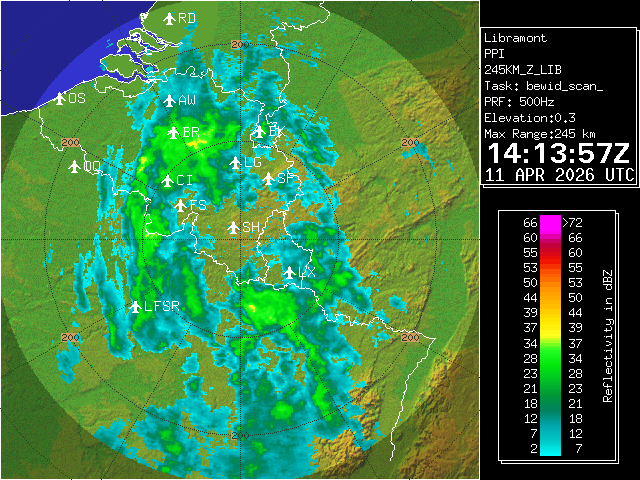 RD
200
OS
AW
BR
BK
200
200
OO
LG
CI
SP
FS
SH
LX
LFSR
200
200
200
Libramont
PPI
245KM_Z_LIB
Task: bewid_scan_
PRF: 500Hz
Elevation:0.3
Max Range:245 km
14:13:57Z
11 APR 2026 UTC
66 >72
60 66
55 60
53 55
50 53
44 50
42 44
39 42
37 39
34 37
28 34
23 28
21 23
18 21
12 18
7 12
2 7
Reflectivity in dBZ